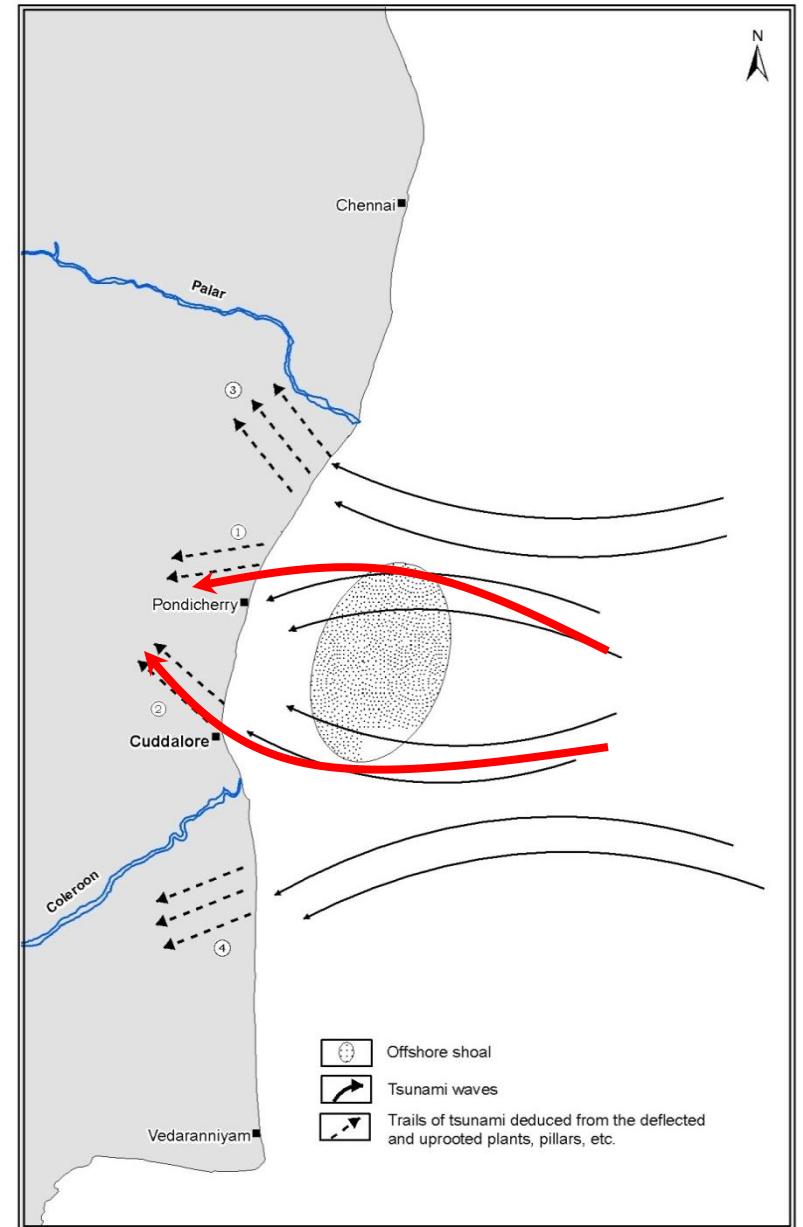 N
Chennai
Palar
③
①
Pondicherry
②
Cuddalore
Coleroon
④
Offshore shoal
Tsunami waves
Trails of tsunami deduced from the deflected
and uprooted plants, pillars, etc.
Vedaranniyam